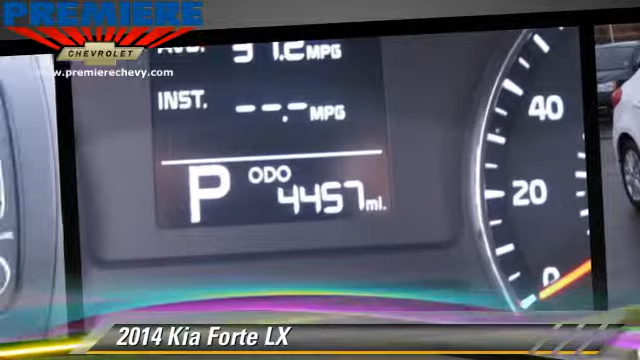 PREMIERE
CHEVROLET
www.premierechevy.com
MPG
INST. --.- MPG
P ODO 4457 mi.
40
20
0
2014 Kia Forte LX